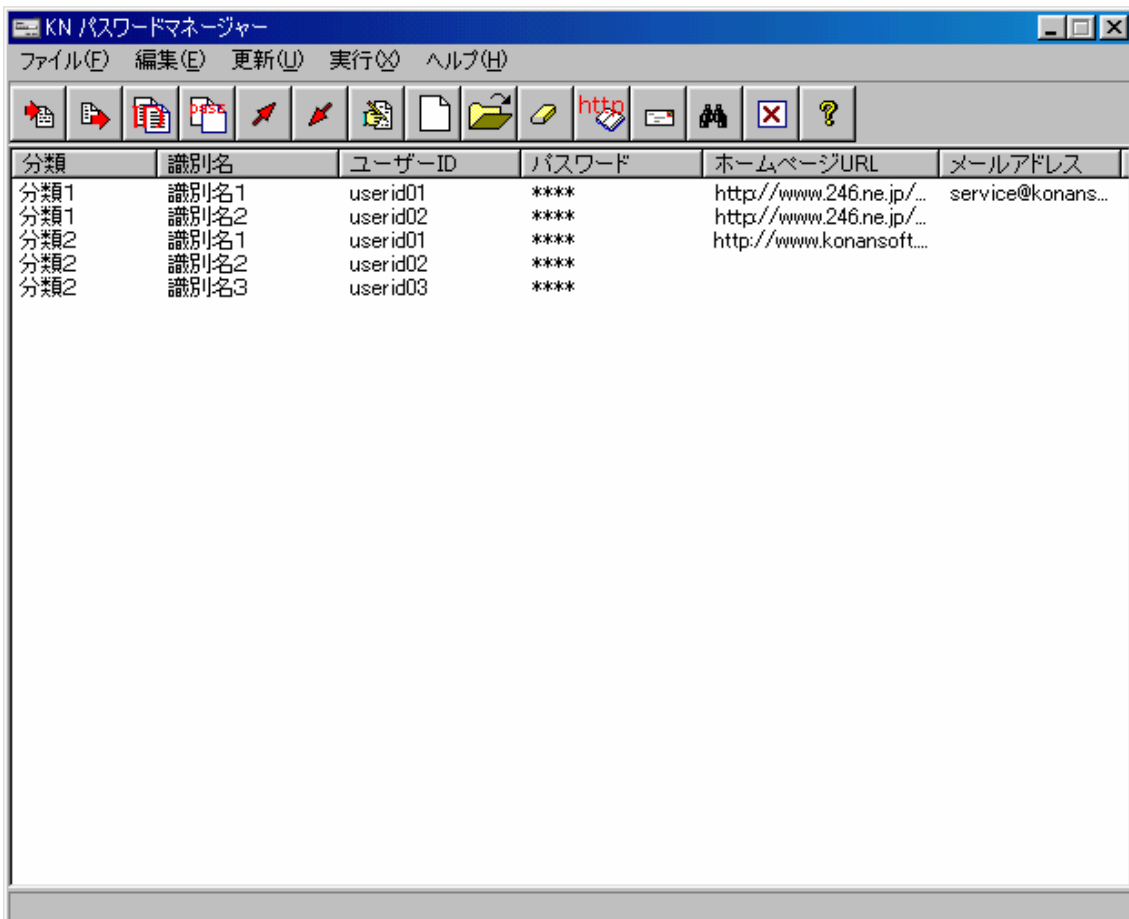 KN パスワードマネージャー
ファイル(F) 編集(E) 更新(U) 実行(X) ヘルプ(H)
pass http
分類 識別名 ユーザーID パスワード ホームページURL メールアドレス
分類1 識別名1 userid01 **** http://www.246.ne.jp/... service@konans...
分類1 識別名2 userid02 **** http://www.246.ne.jp/...
分類2 識別名1 userid01 **** http://www.konansoft....
分類2 識別名2 userid02 ****
分類2 識別名3 userid03 ****